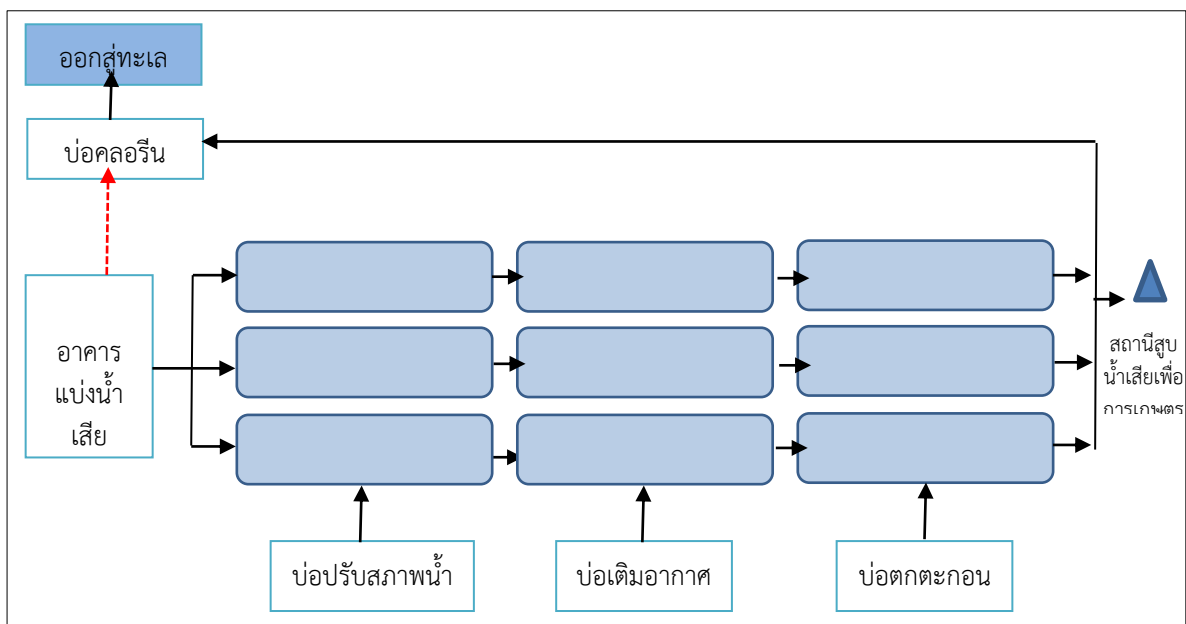 ออกสู่ทะเล
บ่อคลอรีน
อาคาร
แบ่งน้ำ
เสีย
สถานีสูบ
น้ำเสียเพื่อ
การเกษตร
บ่อปรับสภาพน้ำ
บ่อเติมอากาศ
บ่อตกตะกอน